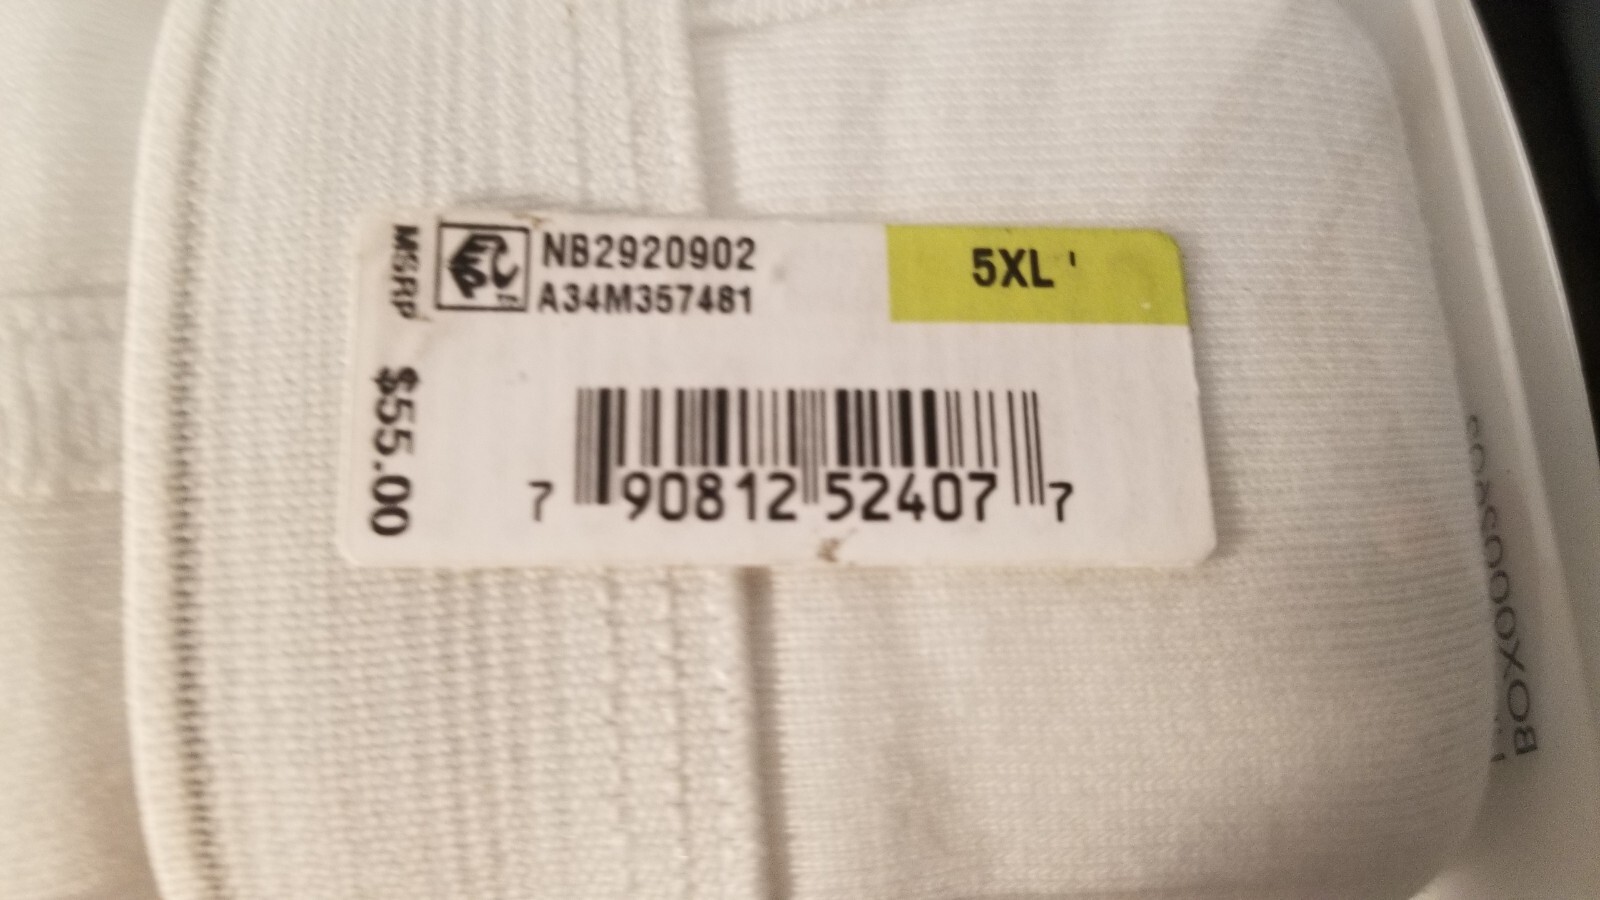 MSRP $55.00
NB2920902
A34M357481
5XL '
7 90812 52407 7